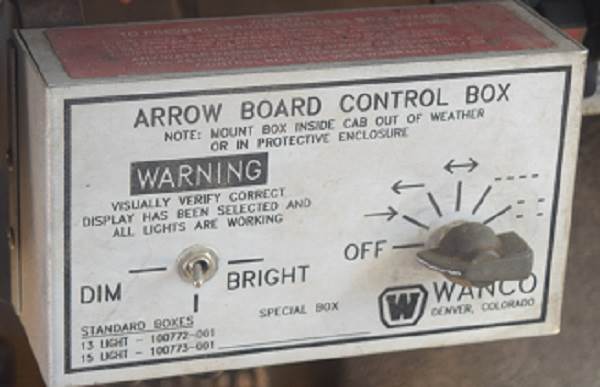 ARROW BOARD CONTROL BOX
NOTE: MOUNT BOX INSIDE CAB OUT OF WEATHER
OR IN PROTECTIVE ENCLOSURE
WARNING
VISUALLY VERIFY CORRECT
DISPLAY HAS BEEN SELECTED AND
ALL LIGHTS ARE WORKING
OFF
DIM
BRIGHT
W WANCO
DENVER, COLORADO
SPECIAL BOX
STANDARD BOXES
13 LIGHT - 100772-001
15 LIGHT - 100773-001